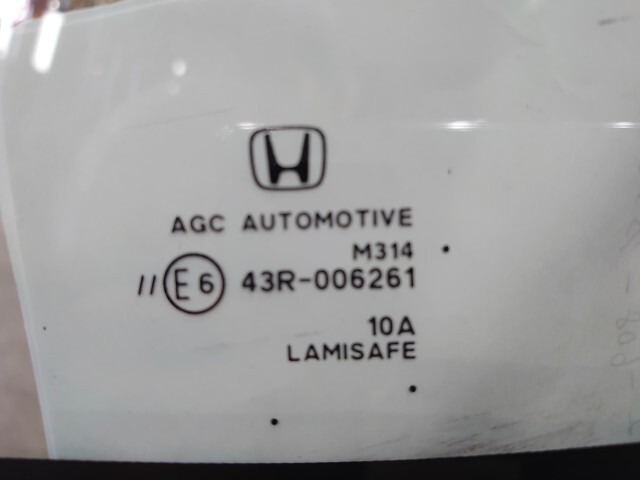 AGC AUTOMOTIVE
M314
II E6 43R-006261
10A
LAMISAFE